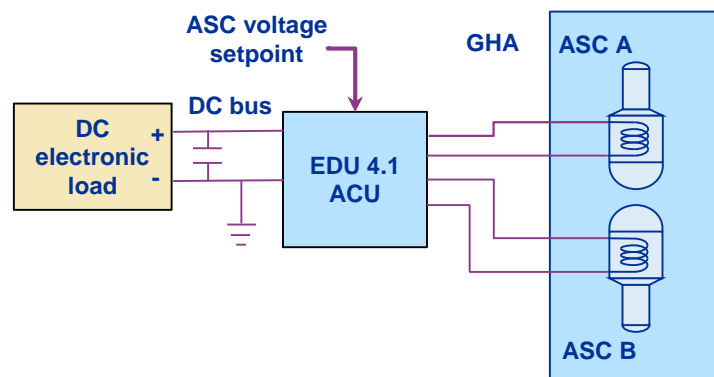 ASC voltage
setpoint
GHA
ASC A
DC bus
DC
electronic
load
+
-
EDU 4.1
ACU
ASC B